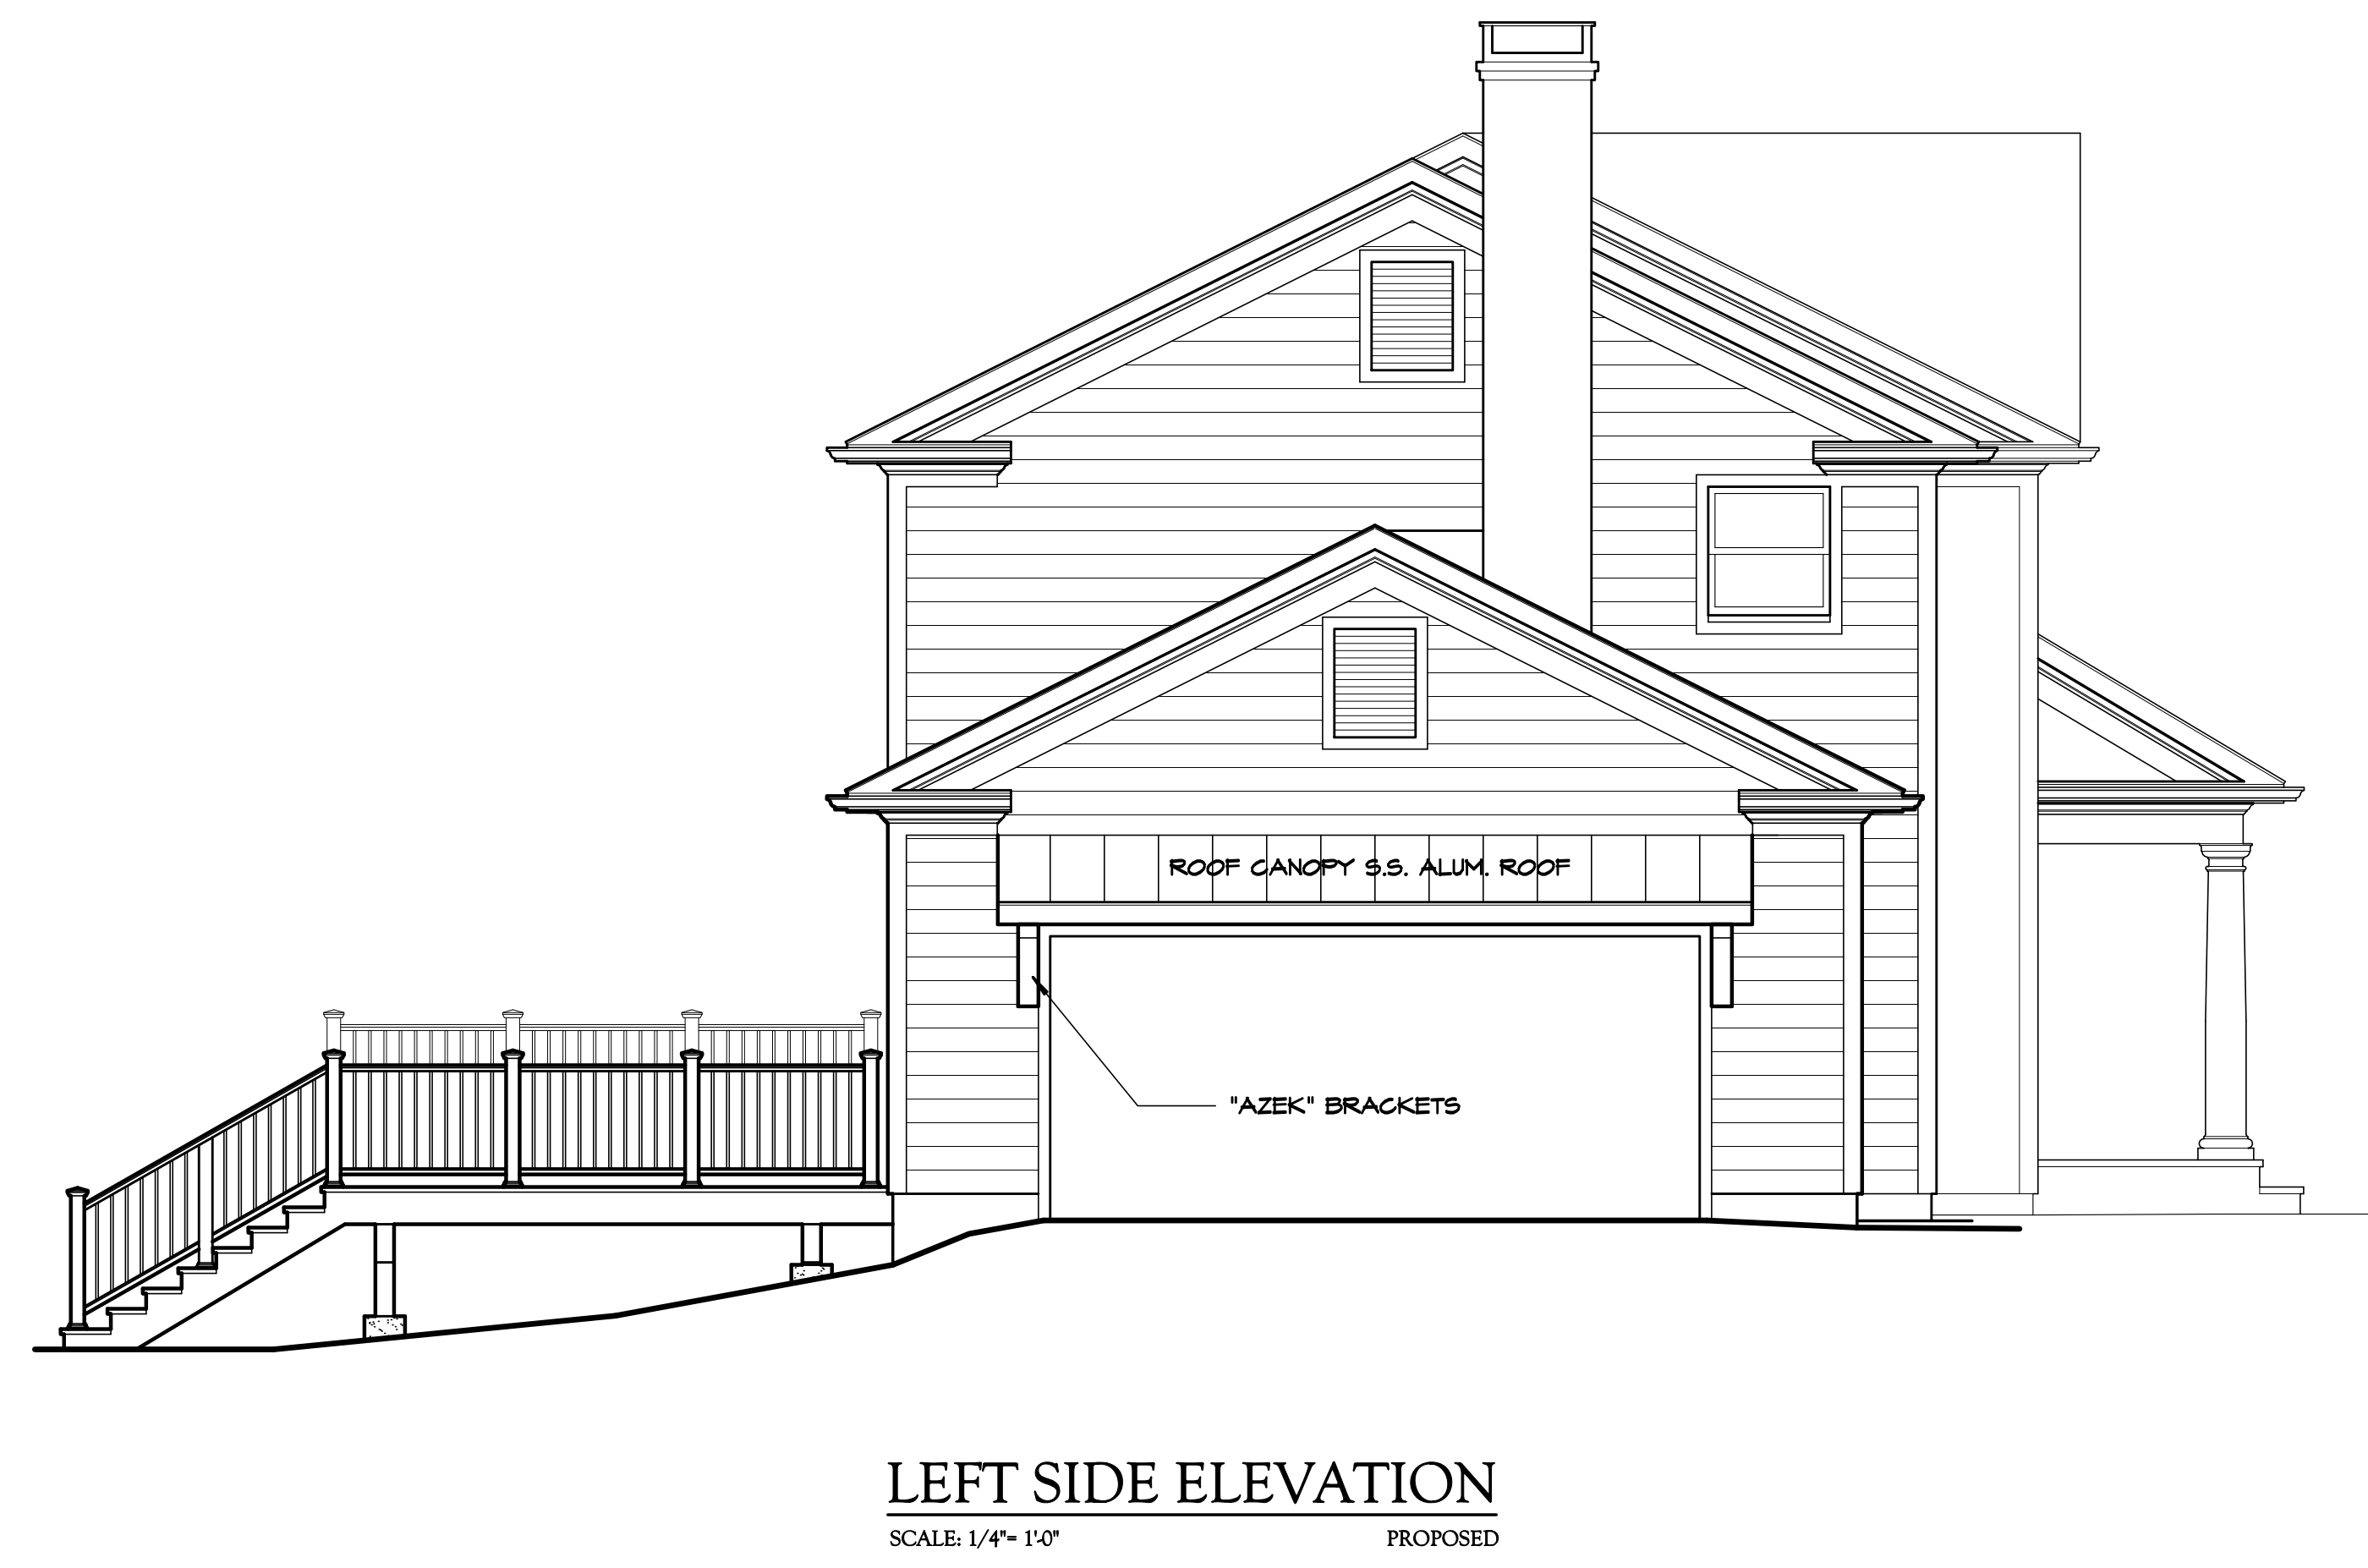 ROOF CANOPY S.S. ALUM. ROOF
"AZEK" BRACKETS
LEFT SIDE ELEVATION
SCALE: 1/4"= 1'-0" PROPOSED